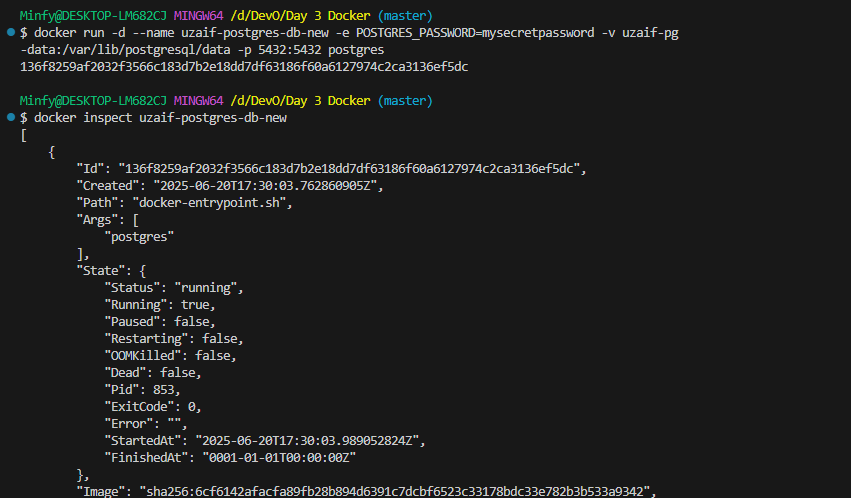 Minfy@DESKTOP-LM682CJ MINGW64 /d/DevO/Day 3 Docker (master)
$ docker run -d --name uzaif-postgres-db-new -e POSTGRES_PASSWORD=mysecretpassword -v uzaif-pg
-data:/var/lib/postgresql/data -p 5432:5432 postgres
136f8259af2032f3566c183d7b2e18dd7df63186f60a6127974c2ca3136ef5dc
Minfy@DESKTOP-LM682CJ MINGW64 /d/DevO/Day 3 Docker (master)
$ docker inspect uzaif-postgres-db-new
[
    {
        "Id": "136f8259af2032f3566c183d7b2e18dd7df63186f60a6127974c2ca3136ef5dc",
        "Created": "2025-06-20T17:30:03.762860905Z",
        "Path": "docker-entrypoint.sh",
        "Args": [
            "postgres"
        ],
        "State": {
            "Status": "running",
            "Running": true,
            "Paused": false,
            "Restarting": false,
            "OOMKilled": false,
            "Dead": false,
            "Pid": 853,
            "ExitCode": 0,
            "Error": "",
            "StartedAt": "2025-06-20T17:30:03.989052824Z",
            "FinishedAt": "0001-01-01T00:00:00Z"
        },
        "Image": "sha256:6cf6142afacfa89fb28b894d6391c7dcbf6523c33178bdc33e782b3b533a9342",